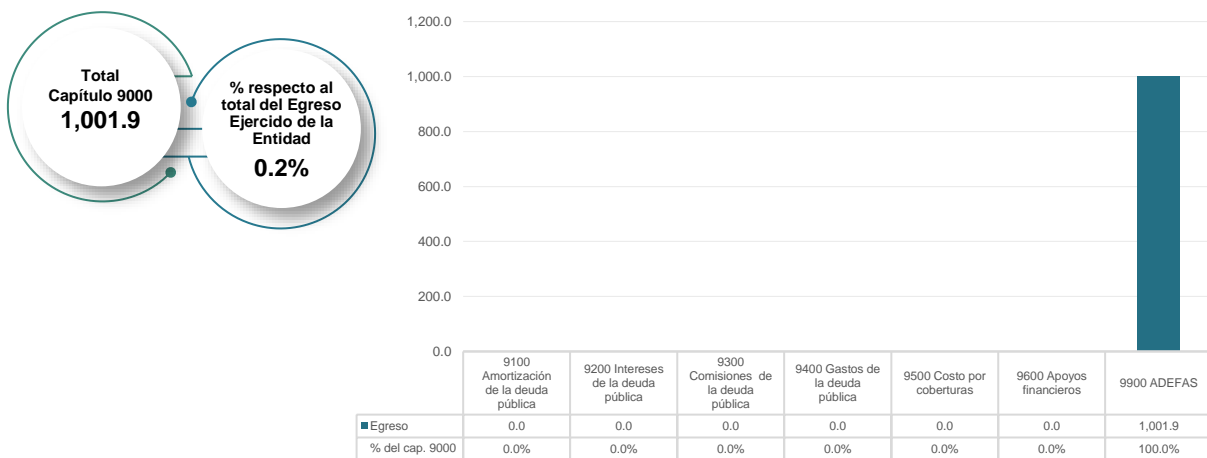 Total
Capítulo 9000
1,001.9
% respecto al
total del Egreso
Ejercido de la
Entidad
0.2%
1,200.0
1,000.0
800.0
600.0
400.0
200.0
0.0
9100
Amortización
de la deuda
pública
9200 Intereses
de la deuda
pública
9300
Comisiones de
la deuda
pública
9400 Gastos de
la deuda
pública
9500 Costo por
coberturas
9600 Apoyos
financieros
9900 ADEFAS
Egreso 0.0 0.0 0.0 0.0 0.0 0.0 1,001.9
% del cap. 9000 0.0% 0.0% 0.0% 0.0% 0.0% 0.0% 100.0%